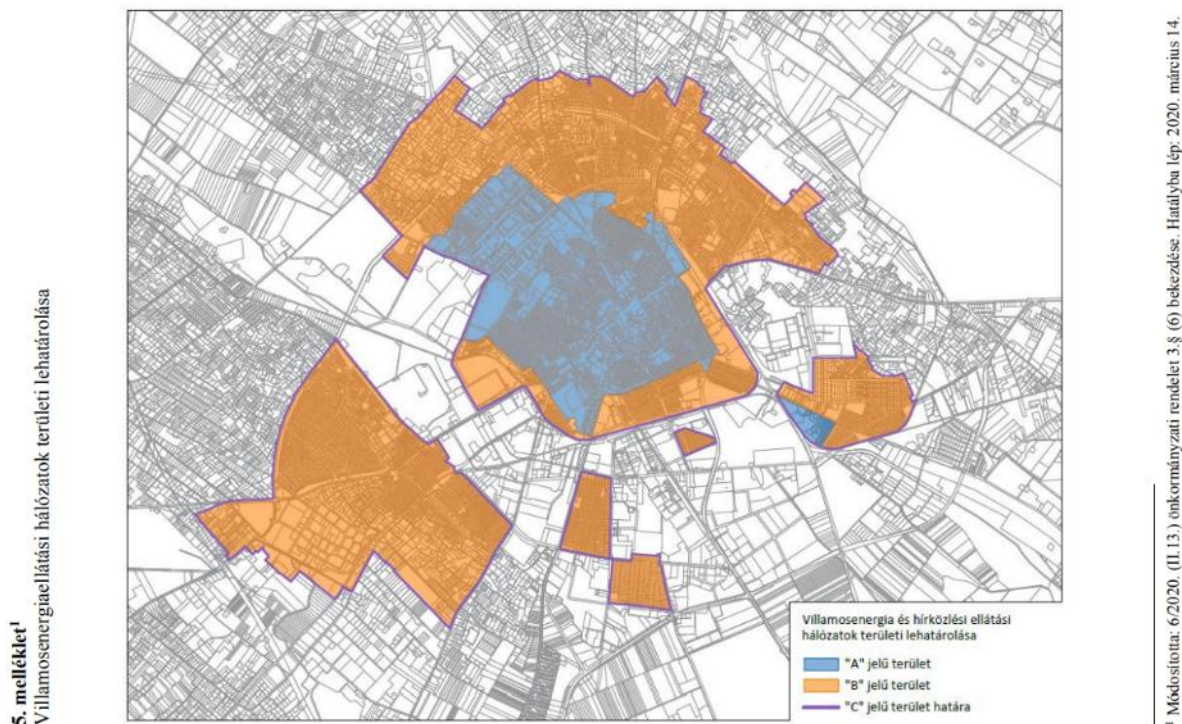 5. melléklet¹
Villamosenergiaellátási hálózatok területi lehatárolása
Villamosenergia és hírközlési ellátási
hálózatok területi lehatárolása
"A" jelű terület
"B" jelű terület
"C" jelű terület határa
¹ Módosította: 6/2020. (II.13.) önkormányzati rendelet 3.§ (6) bekezdése. Hatályba lép: 2020. március 14.